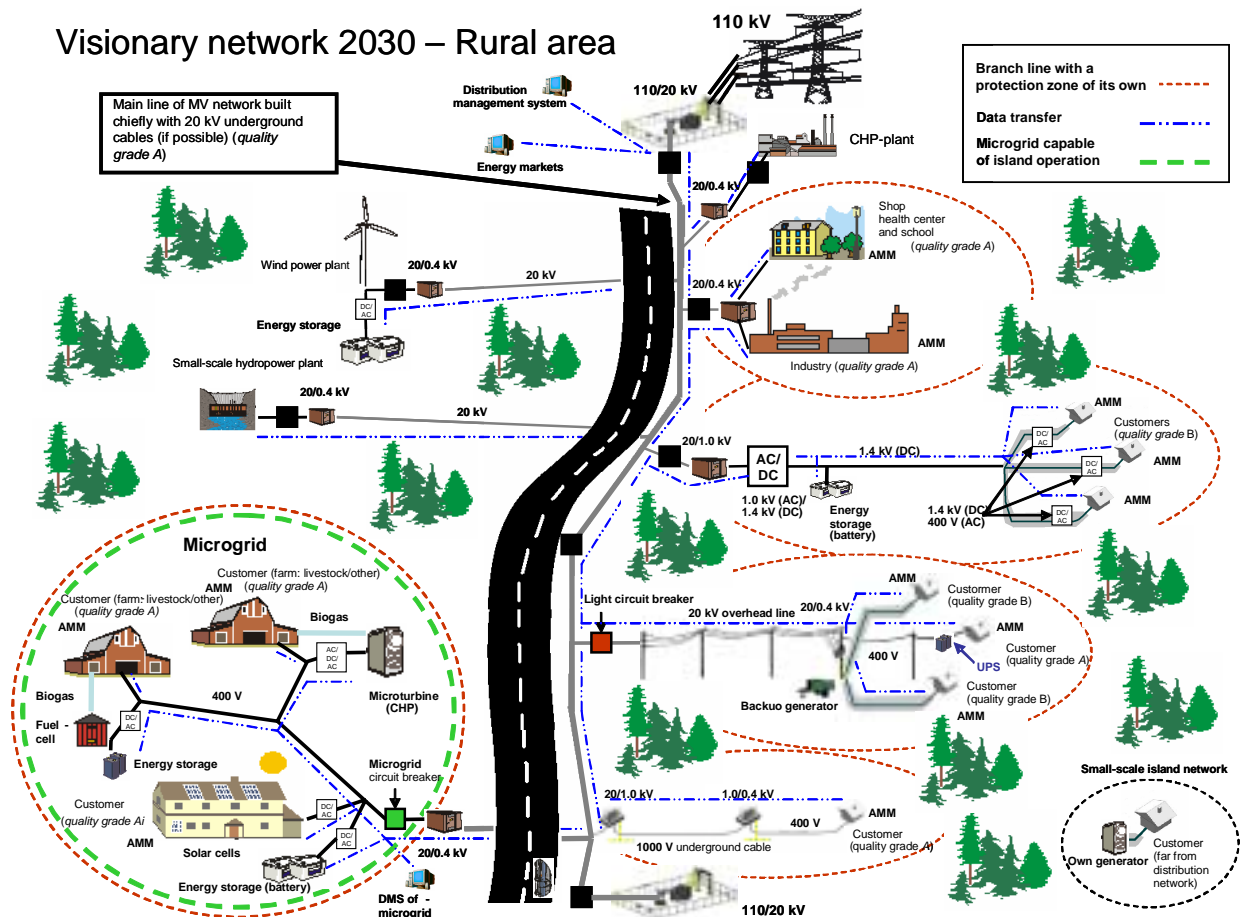 Visionary network 2030 – Rural area
110 kV
Main line of MV network built
chiefly with 20 kV underground
cables (if possible) (quality
grade A)
Distribution
management system
110/20 kV
Energy markets
CHP-plant
Branch line with a
protection zone of its own
Data transfer
Microgrid capable
of island operation
20/0.4 kV
Shop
health center
and school
(quality grade A)
AMM
Wind power plant
20/0.4 kV
20 kV
DC/
AC
Energy storage
20/0.4 kV
AMM
Industry (quality grade A)
Small-scale hydropower plant
20/0.4 kV
20 kV
20/1.0 kV
AC/
DC
1.0 kV (AC)/
1.4 kV (DC)
1.4 kV (DC)
Energy
storage
(battery)
AMM
Customers
(quality grade B)
DC/
AC
DC/
AC
AMM
AMM
1.4 kV (DC)
400 V (AC)
DC/
AC
Microgrid
Customer (farm: livestock/other)
(quality grade A)
AMM
Customer (farm: livestock/other)
(quality grade A)
AMM
Biogas
AC/
DC/
AC
Microturbine
(CHP)
Biogas
400 V
DC/
AC
Fuel -
cell
Energy storage
Microgrid
circuit breaker
Customer
(quality grade Ai
AMM
Solar cells
DC/
AC
DC/
AC
Energy storage (battery)
20/0.4 kV
DMS of -
microgrid
Light circuit breaker
20 kV overhead line
20/0.4 kV
AMM
Customer
(quality grade B)
AMM
Customer
(quality grade A)
400 V
UPS
Backuo generator
Customer
(quality grade B)
AMM
20/1.0 kV
1.0/0.4 kV
400 V
AMM
Customer
(quality grade A)
1000 V underground cable
110/20 kV
Small-scale island network
Own generator
Customer
(far from
distribution
network)